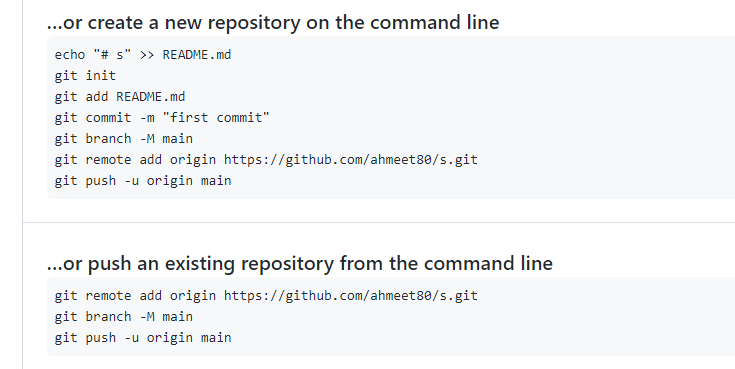 ...or create a new repository on the command line
echo "# s" >> README.md
git init
git add README.md
git commit -m "first commit"
git branch -M main
git remote add origin https://github.com/ahmeet80/s.git
git push -u origin main
...or push an existing repository from the command line
git remote add origin https://github.com/ahmeet80/s.git
git branch -M main
git push -u origin main